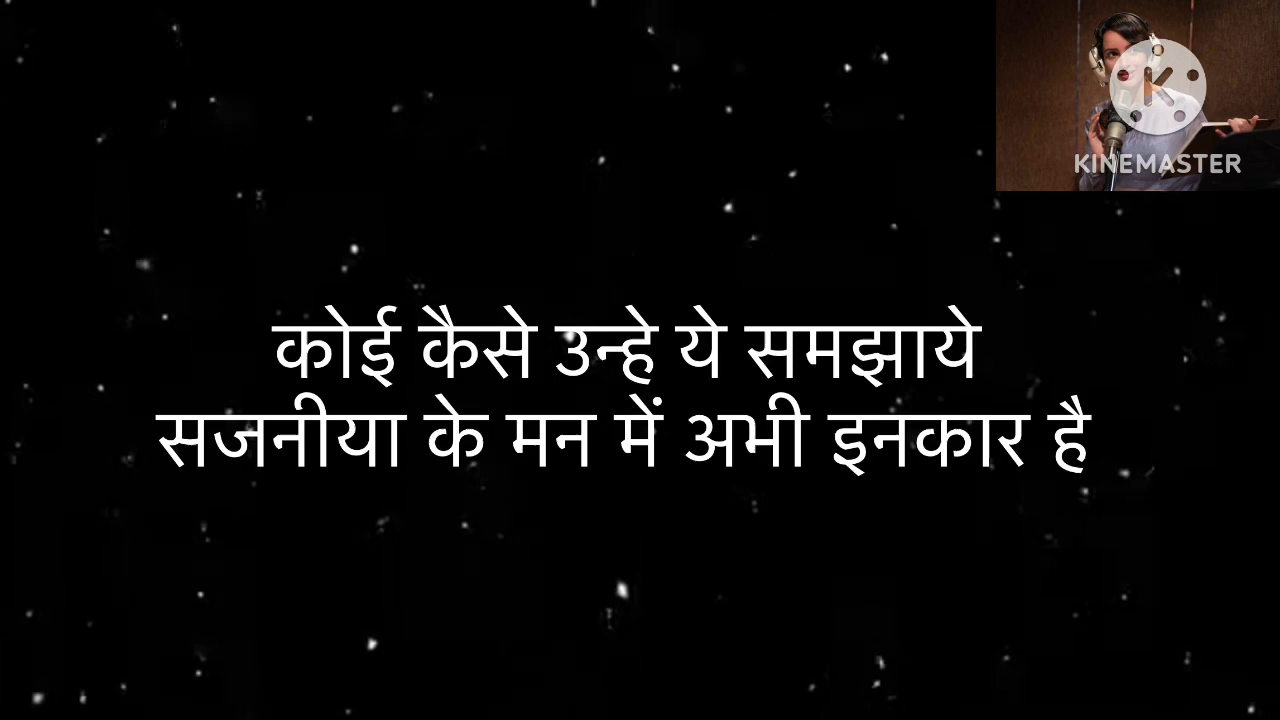 KINEMASTER
कोई कैसे उन्हे ये समझाये
सजनीया के मन में अभी इनकार है